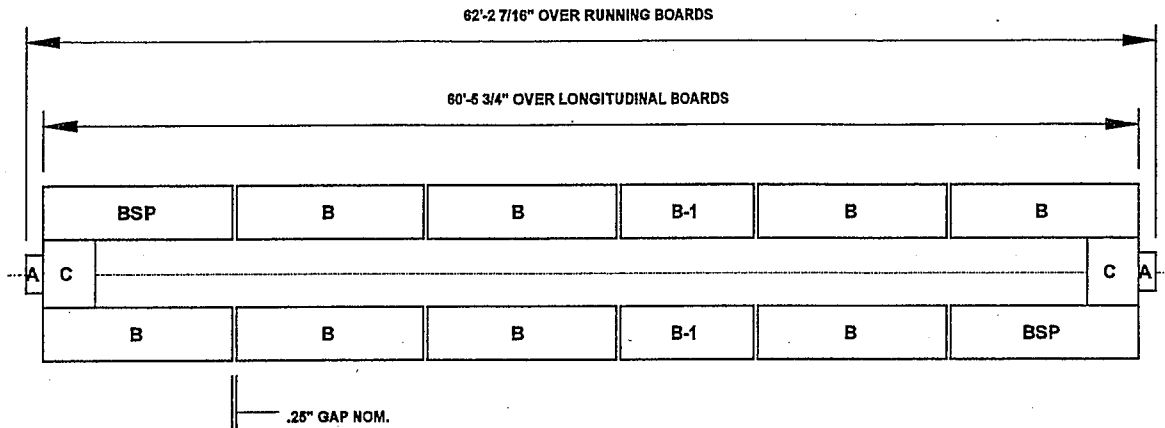 62'-2 7/16" OVER RUNNING BOARDS
60'-5 3/4" OVER LONGITUDINAL BOARDS
BSP B B B-1 B B
A C C A
B B B B-1 B BSP
.25" GAP NOM.